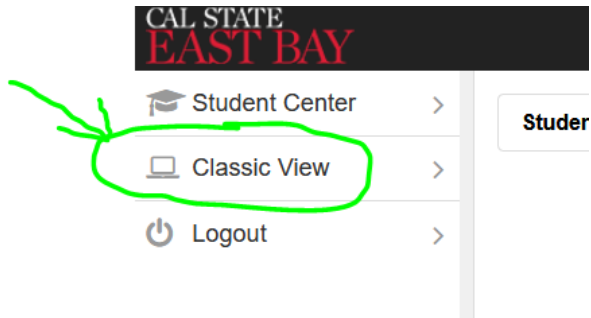 CAL STATE
EAST BAY
Student Center
Studer
Classic View
Logout